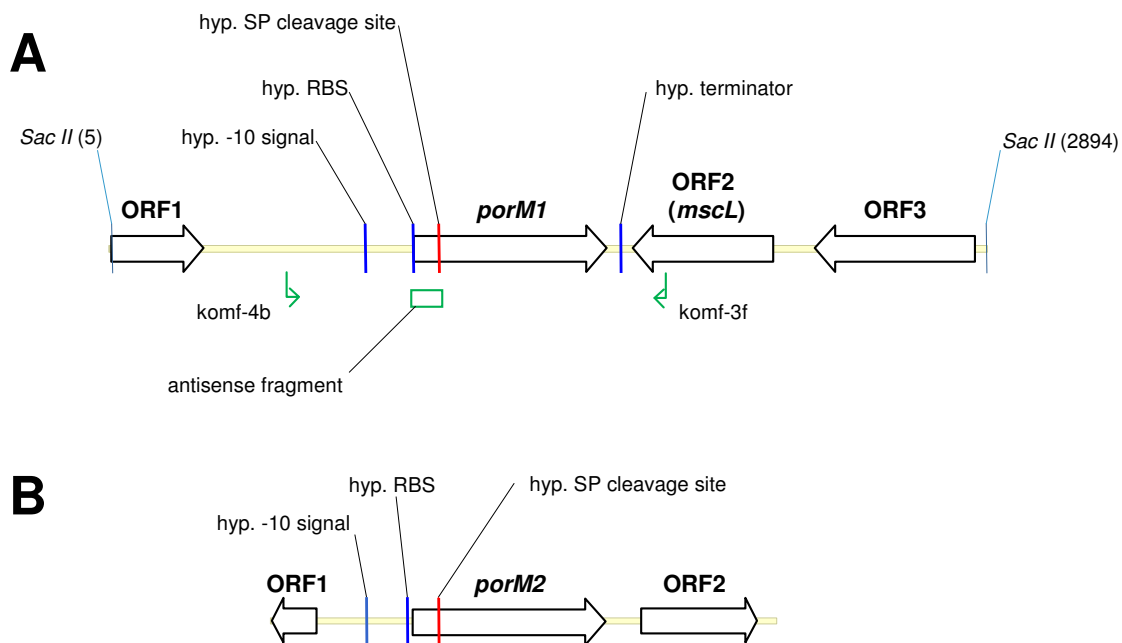 A
hyp. SP cleavage site
hyp. RBS
hyp. terminator
Sac II (5)
hyp. -10 signal
Sac II (2894)
ORF1
porM1
ORF2
(mscL)
ORF3
komf-4b
komf-3f
antisense fragment
B
hyp. RBS
hyp. SP cleavage site
hyp. -10 signal
ORF1
porM2
ORF2